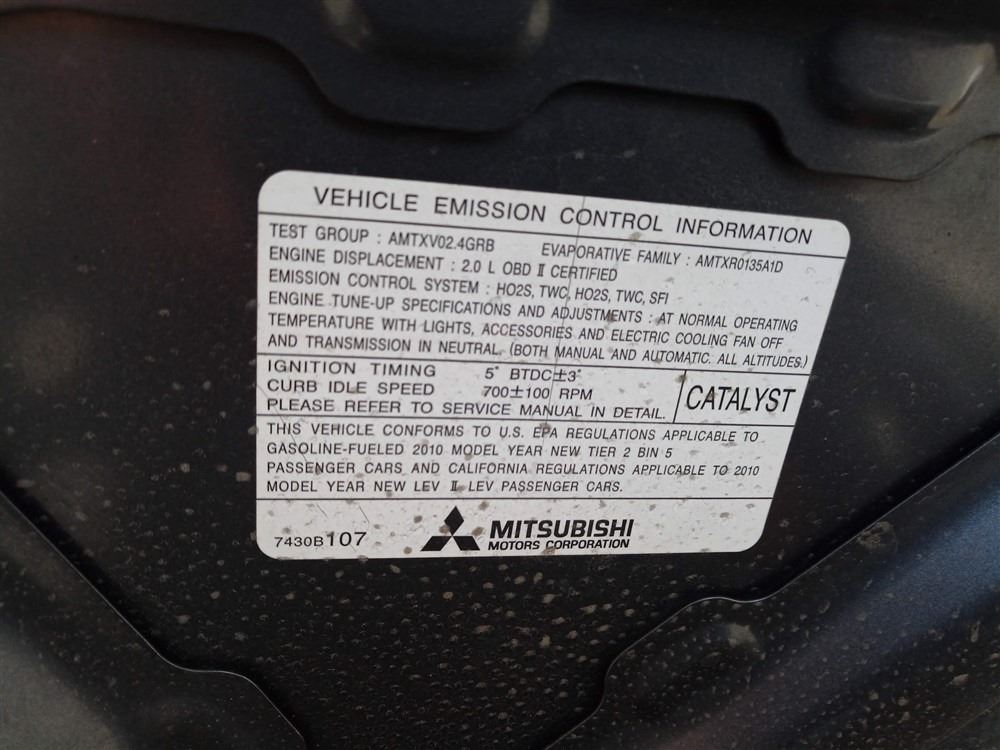 VEHICLE EMISSION CONTROL INFORMATION
TEST GROUP : AMTXV02.4GRB EVAPORATIVE FAMILY : AMTXR0135A1D
ENGINE DISPLACEMENT : 2.0 L OBD Ⅱ CERTIFIED
EMISSION CONTROL SYSTEM : HO2S, TWC, HO2S, TWC, SFI
ENGINE TUNE-UP SPECIFICATIONS AND ADJUSTMENTS : AT NORMAL OPERATING
TEMPERATURE WITH LIGHTS, ACCESSORIES AND ELECTRIC COOLING FAN OFF
AND TRANSMISSION IN NEUTRAL. (BOTH MANUAL AND AUTOMATIC. ALL ALTITUDES.)
IGNITION TIMING 5° BTDC±3°
CURB IDLE SPEED 700±100 RPM
PLEASE REFER TO SERVICE MANUAL IN DETAIL.
CATALYST
THIS VEHICLE CONFORMS TO U.S. EPA REGULATIONS APPLICABLE TO
GASOLINE-FUELED 2010 MODEL YEAR NEW TIER 2 BIN 5
PASSENGER CARS AND CALIFORNIA REGULATIONS APPLICABLE TO 2010
MODEL YEAR NEW LEV Ⅱ LEV PASSENGER CARS.
7430B107
MITSUBISHI
MOTORS CORPORATION